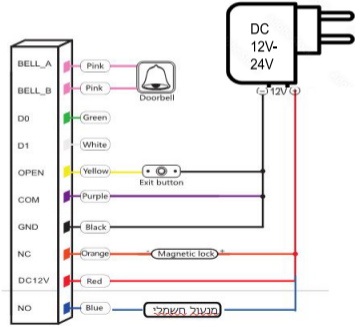 DC
12V-
24V
BELL_A Pink
BELL_B Pink
Doorbell
- 12V +
D0 Green
D1 White
OPEN Yellow
Exit button
COM Purple
GND Black
NC Orange - Magnetic lock +
DC12V Red
NO Blue מנעול חשמלי